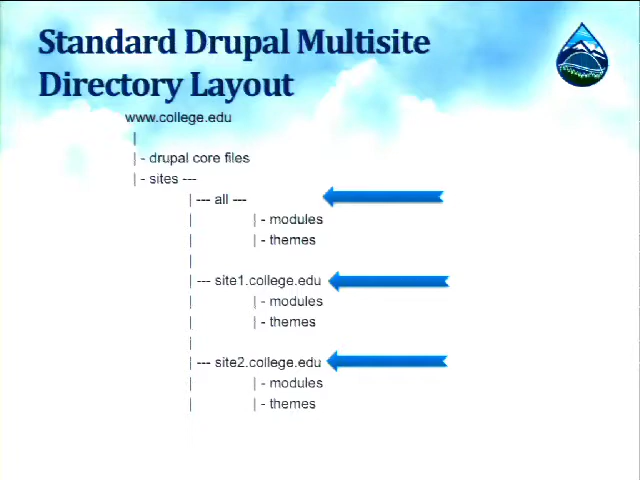 Standard Drupal Multisite
Directory Layout
www.college.edu
|
| - drupal core files
| - sites ---
|--- all ---
| | - modules
| | - themes
|
|--- site1.college.edu
| | - modules
| | - themes
|
|--- site2.college.edu
| | - modules
| | - themes